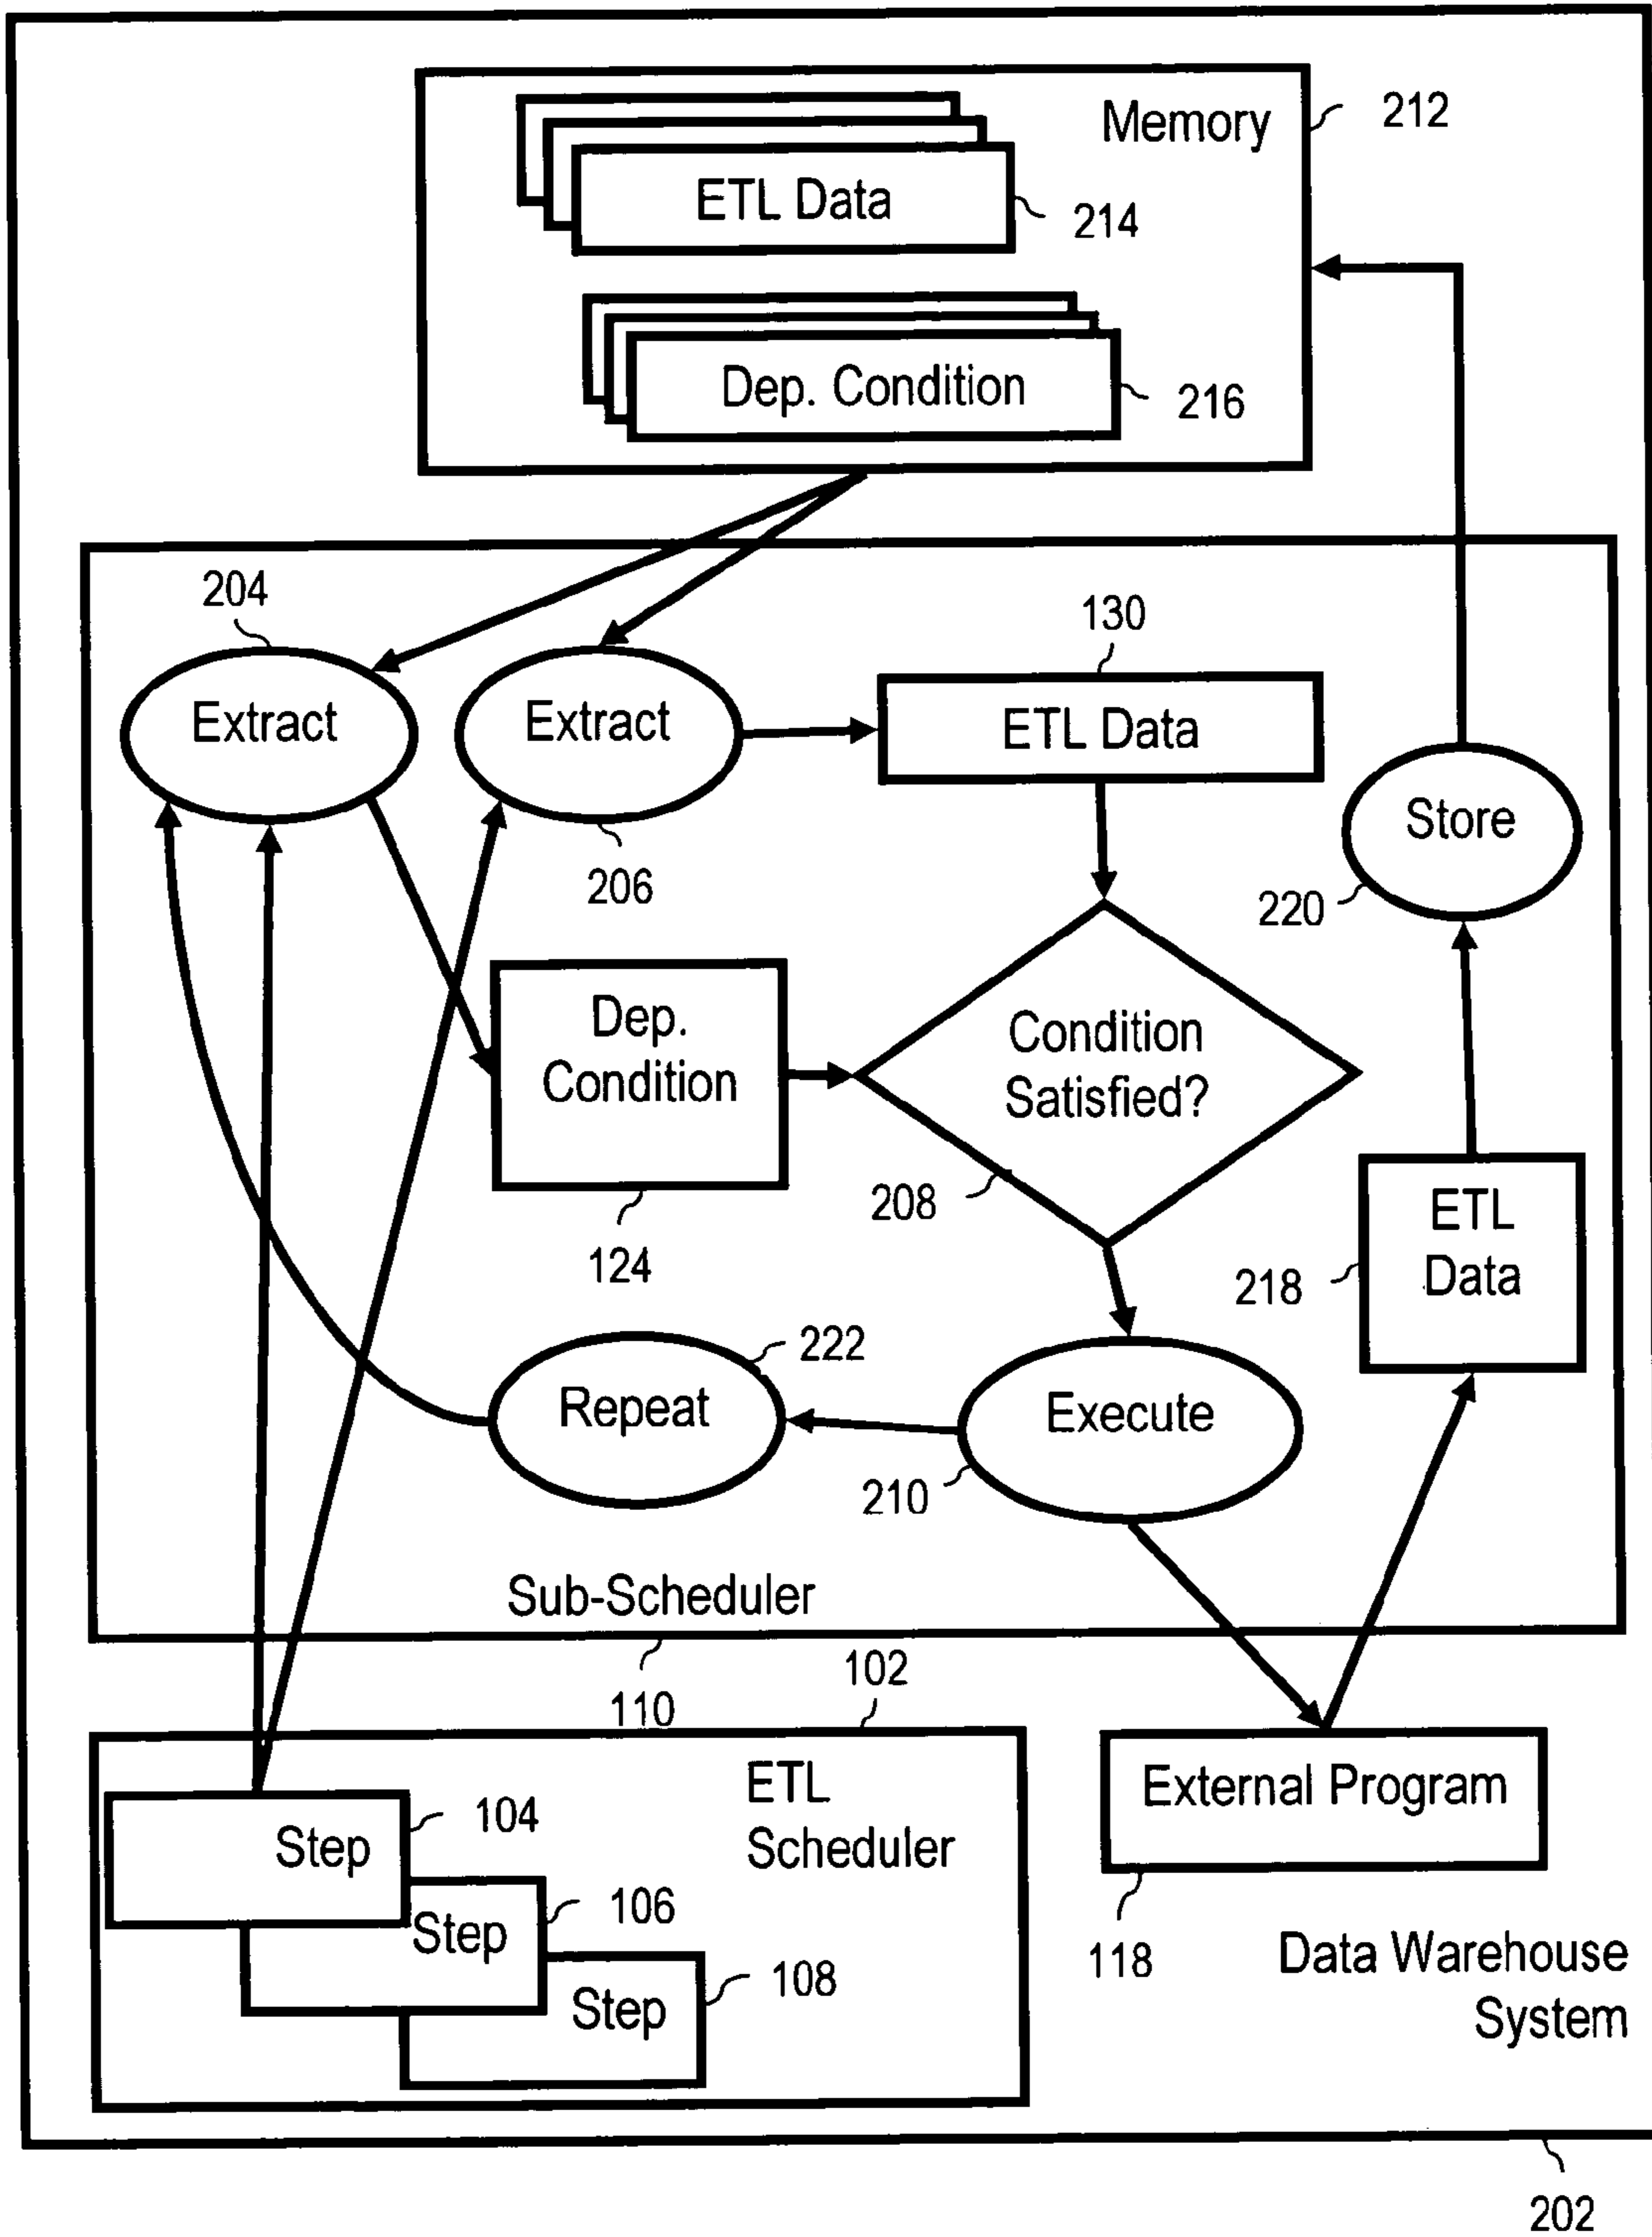 Memory
212
ETL Data
214
Dep. Condition
216
204
130
Extract
Extract
ETL Data
Store
206
220
Dep.
Condition
Condition
Satisfied?
208
124
ETL
Data
218
222
Repeat
Execute
210
Sub-Scheduler
110
102
ETL
Scheduler
External Program
Step
104
Step
106
Step
108
118
Data Warehouse
System
202